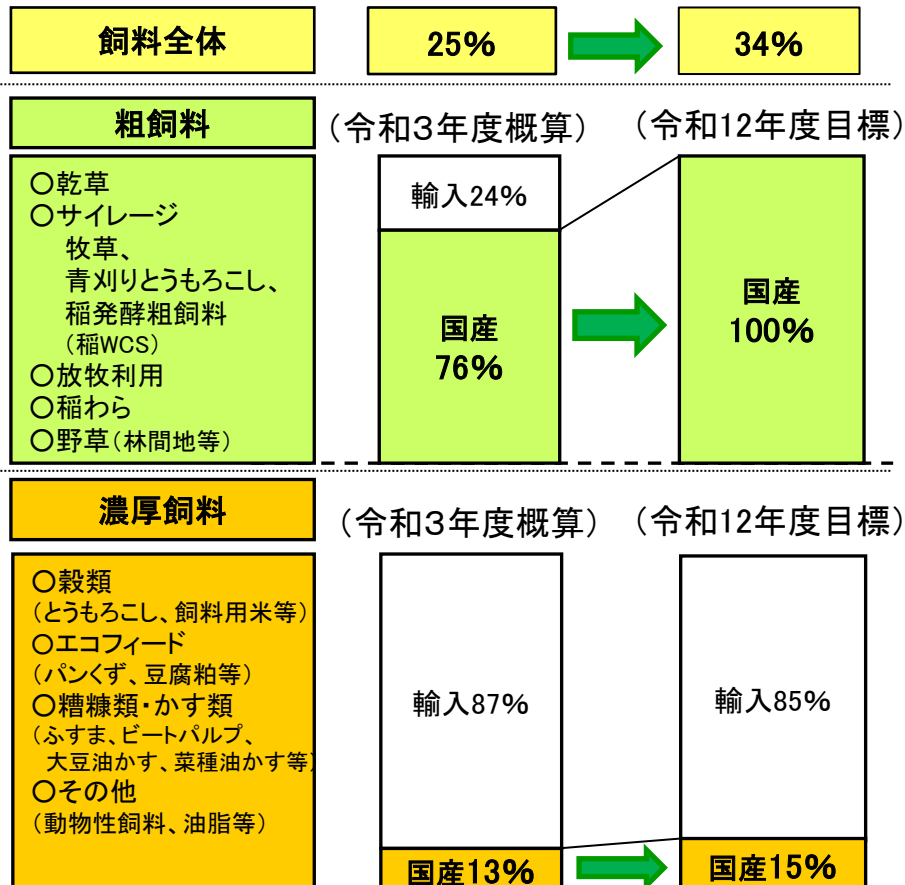 飼料全体
25%
34%
粗飼料
(令和3年度概算)
(令和12年度目標)
○乾草
○サイレージ
牧草、
青刈りとうもろこし、
稲発酵粗飼料
(稲WCS)
○放牧利用
○稲わら
○野草(林間地等)
輸入24%
国産
76%
国産
100%
濃厚飼料
(令和3年度概算)
(令和12年度目標)
○穀類
(とうもろこし、飼料用米等)
○エコフィード
(パンくず、豆腐粕等)
○糟糠類・かす類
(ふすま、ビートパルプ、
大豆油かす、菜種油かす等)
○その他
(動物性飼料、油脂等)
輸入87%
国産13%
輸入85%
国産15%